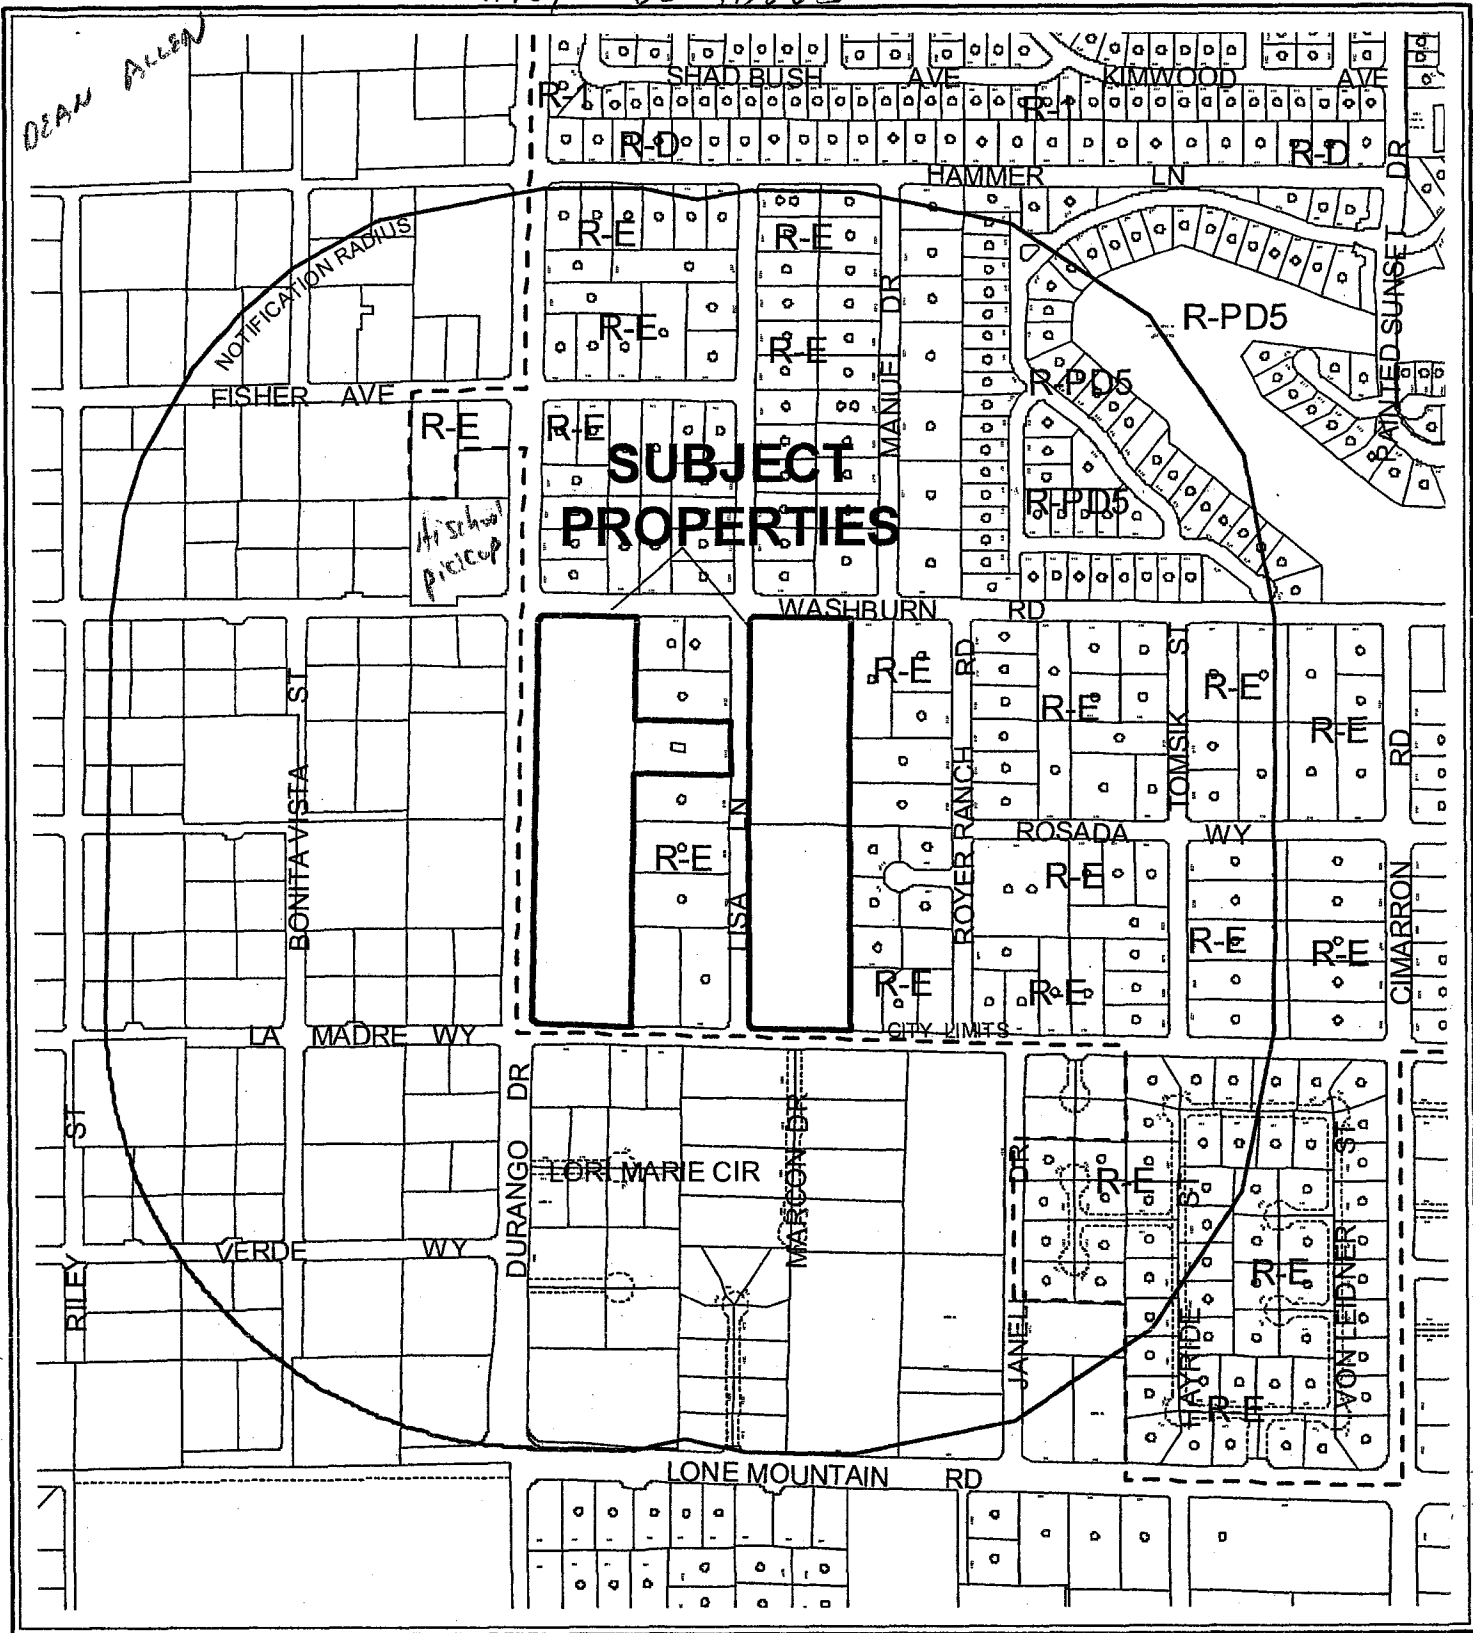 DEAN ALLEN
SHAD BUSH AVE KIMWOOD AVE
R-1
R-1
R-D
R-D
HAMMER LN
DR
NOTIFICATION RADIUS
R-E
R-E
MANUEL DR
R-PD5
PAINTED SUNSET
R-E
R-E
R-PD5
FISHER AVE
R-E
R-E
SUBJECT
PROPERTIES
R-PD5
Hischool
pickup
WASHBURN RD
BONITA VISTA ST
R-E
RD
R-E
TOMSIK ST
R-E
R-E
RD
LISA LN
ROYER RANCH
ROSADA WY
R-E
R-E
CIMARRON
R-E
R-E
R-E
R-E
CITY LIMITS
LA MADRE WY
DURANGO DR
RILEY ST
LORI MARIE CIR
MARCON DR
DR
R-E
ST
ST
VERDE WY
R-E
JANELL
HAYRIDE
VON LEIDNER
R-E
LONE MOUNTAIN RD